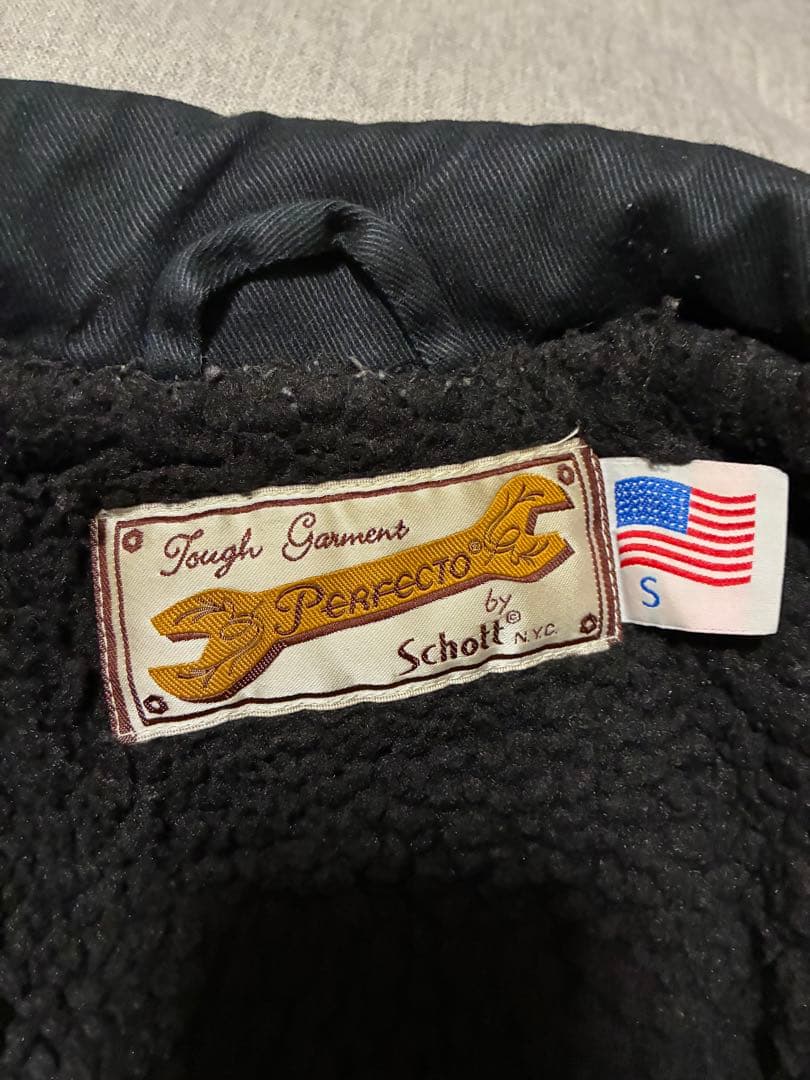 Tough Garment
PERFECTO®
by
Schott© N.Y.C.
S